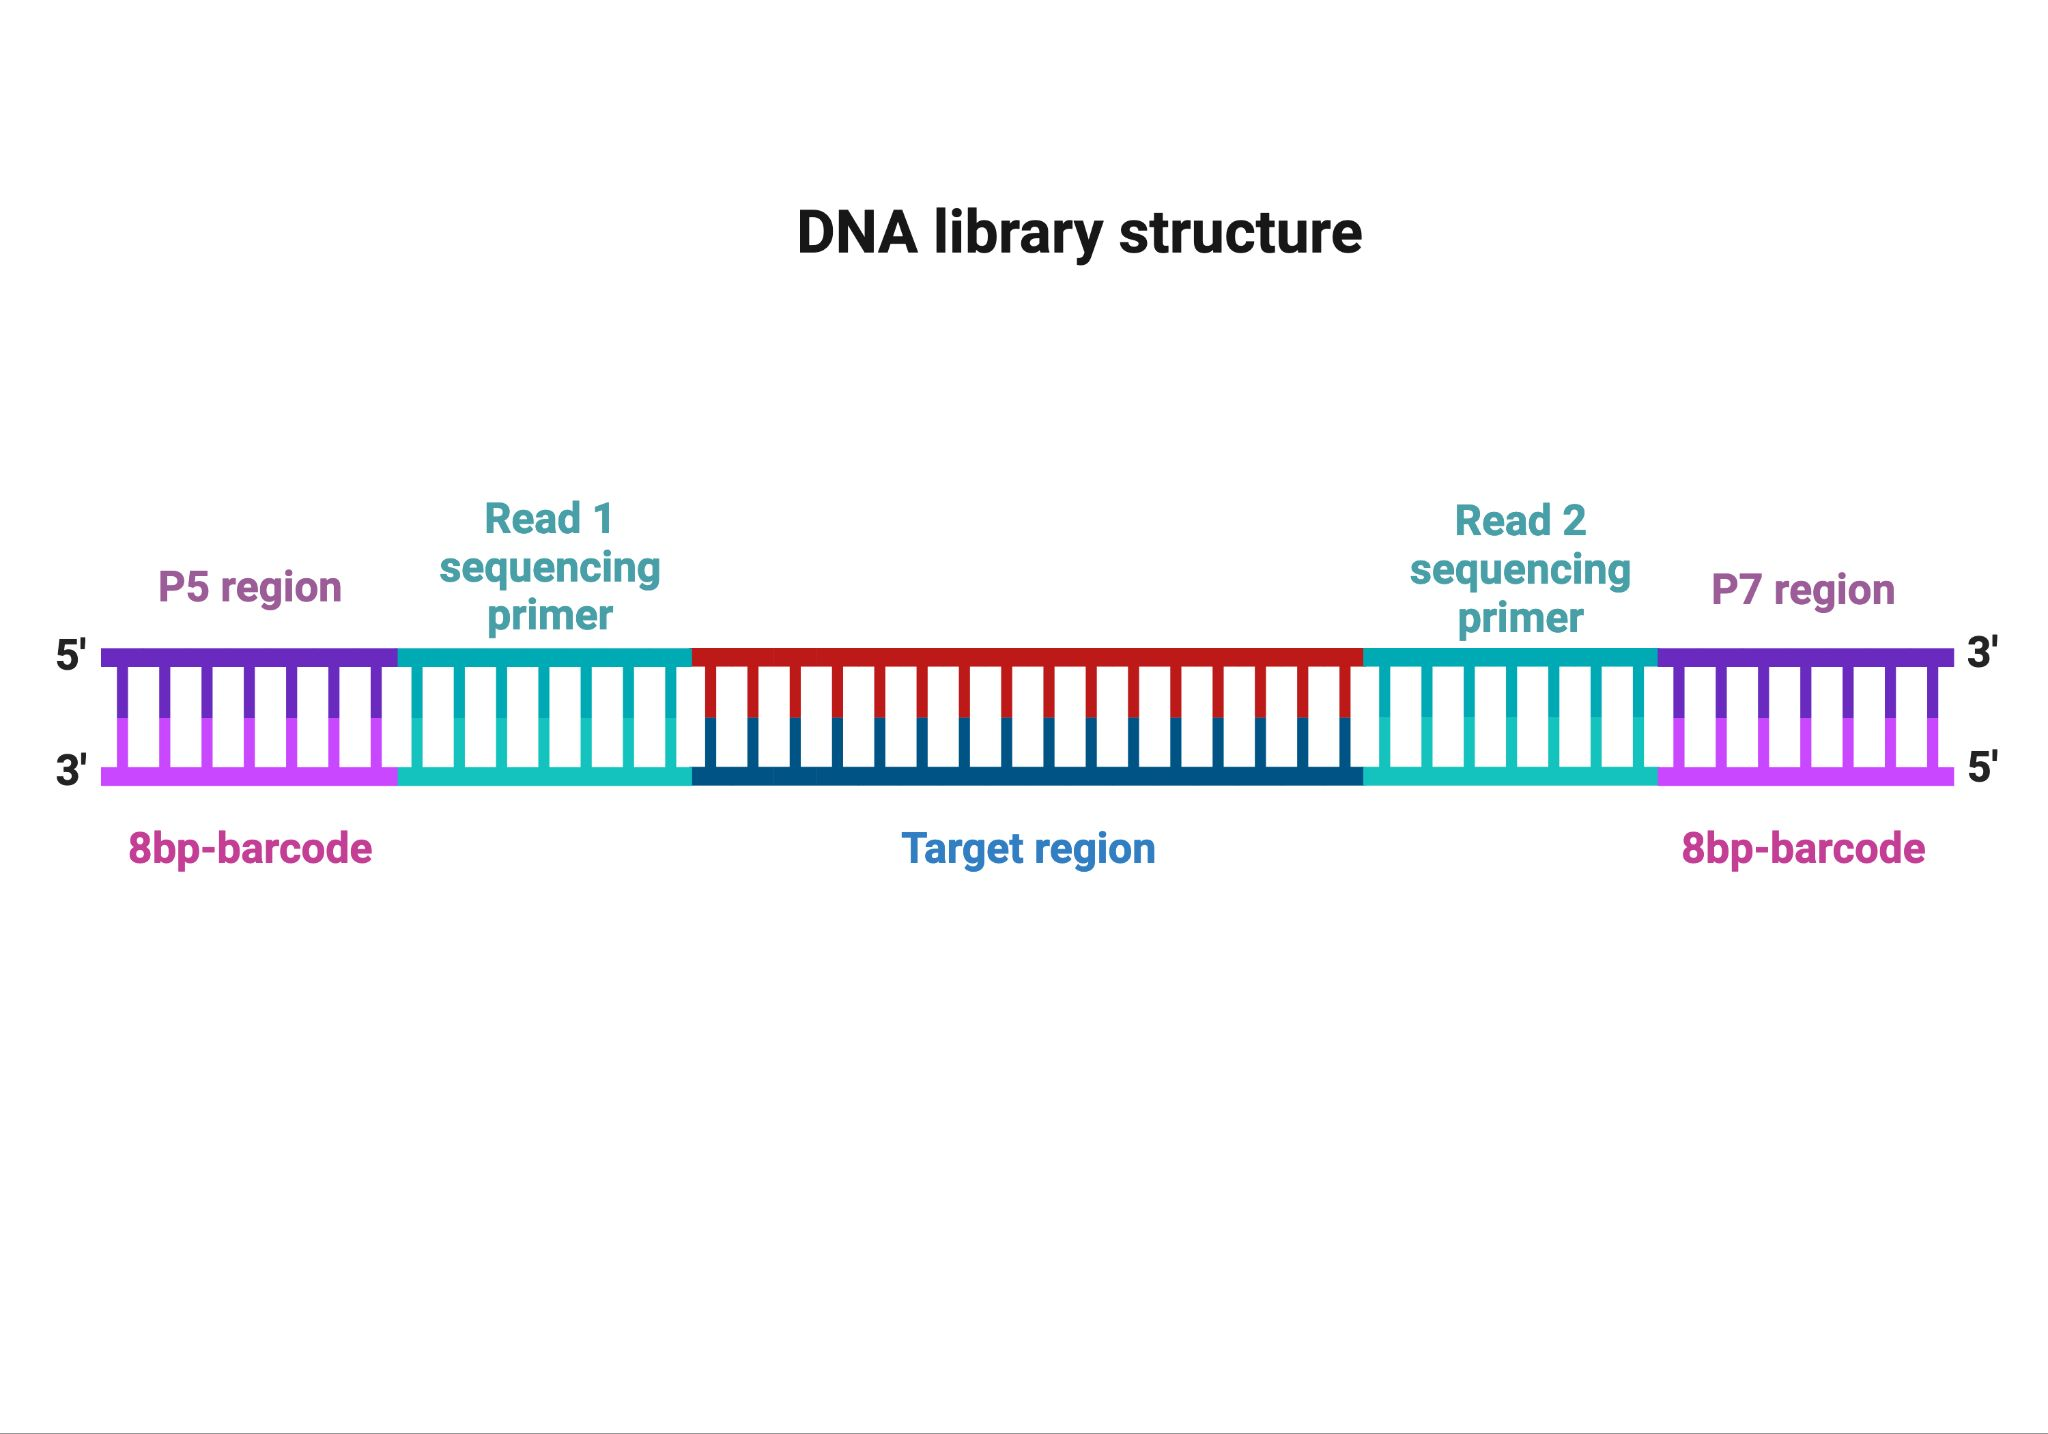 DNA library structure
Read 1
sequencing
primer
Read 2
sequencing
primer
P5 region
P7 region
5'
3'
3'
5'
8bp-barcode
Target region
8bp-barcode